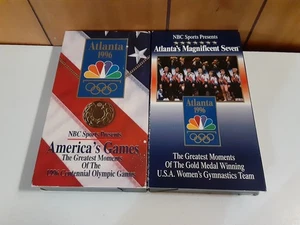 Atlanta
1996
NBC Sports Presents
America's Games
The Greatest Moments
Of The
1996 Centennial Olympic Games
NBC Sports Presents
Atlanta's Magnificent Seven
Atlanta
1996
The Greatest Moments
Of The Gold Medal Winning
U.S.A. Women's Gymnastics Team